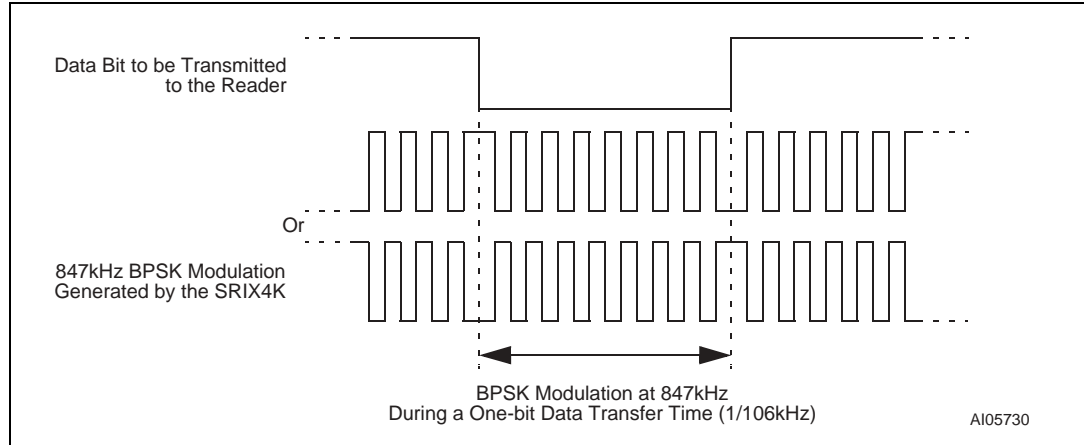 Data Bit to be Transmitted
to the Reader
Or
847kHz BPSK Modulation
Generated by the SRIX4K
BPSK Modulation at 847kHz
During a One-bit Data Transfer Time (1/106kHz)
AI05730